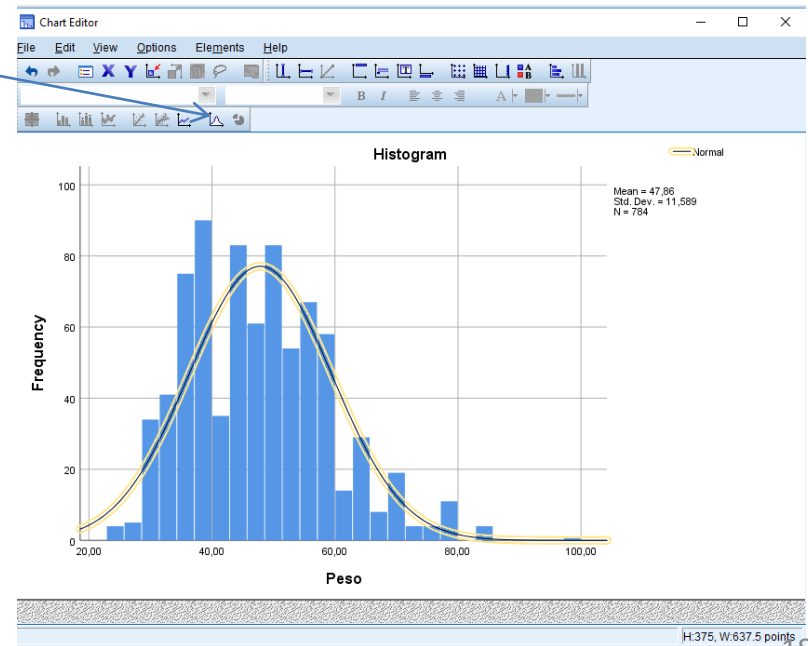 Chart Editor
File Edit View Options Elements Help
B I A
Histogram
Normal
Mean = 47,86
Std. Dev. = 11,589
N = 784
100
80
60
40
20
0
Frequency
20,00 40,00 60,00 80,00 100,00
Peso
H:375, W:637.5 points